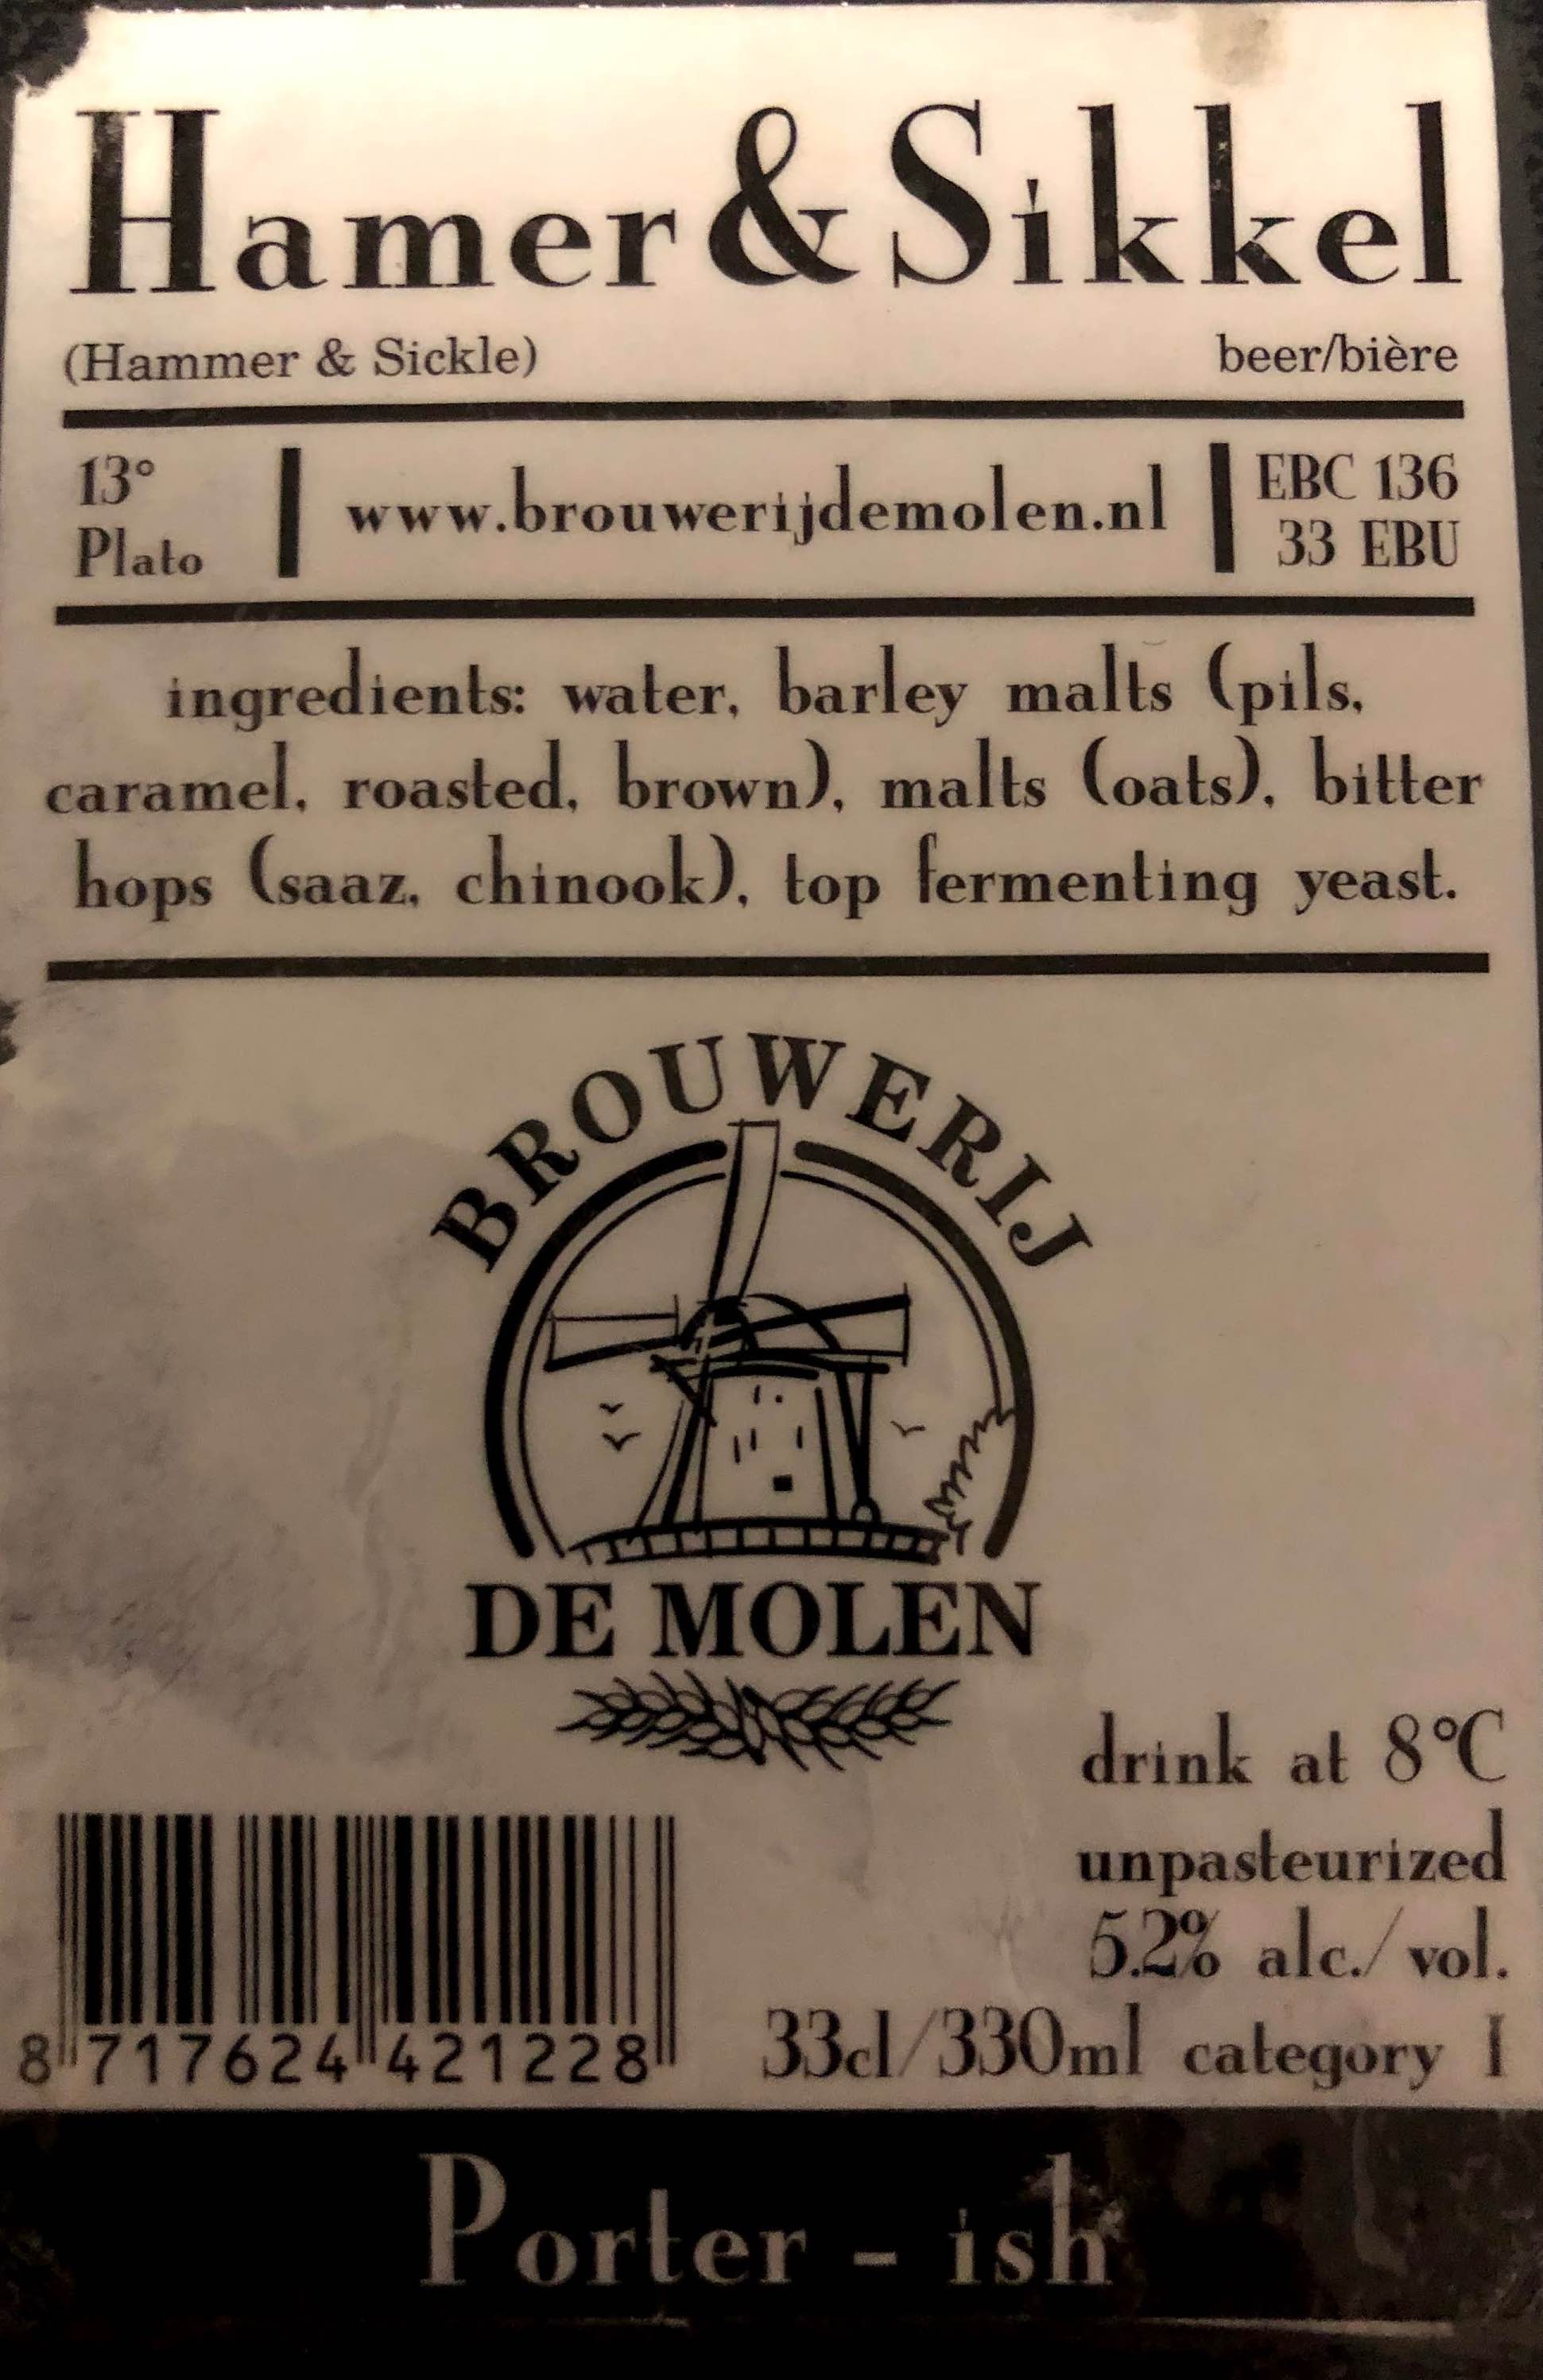 Hamer & Sikkel
(Hammer & Sickle) beer/bière
13° Plato
www.brouwerijdemolen.nl
EBC 136
33 EBU
ingredients: water, barley malts (pils,
caramel, roasted, brown), malts (oats), bitter
hops (saaz, chinook), top fermenting yeast.
BROUWERIJ
DE MOLEN
drink at 8°C
unpasteurized
5.2% alc./vol.
33cl/330ml category I
8 717624 421228
Porter - ish